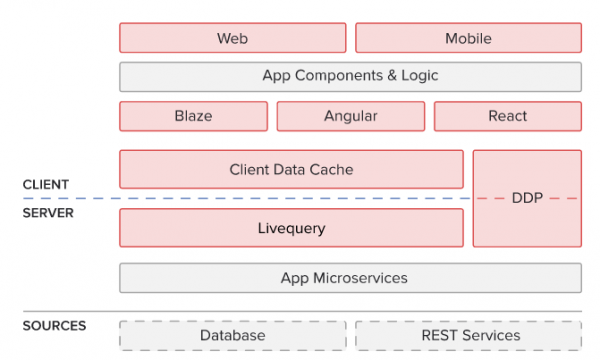 Web
Mobile
App Components & Logic
Blaze
Angular
React
Client Data Cache
CLIENT
DDP
SERVER
Livequery
App Microservices
SOURCES
Database
REST Services